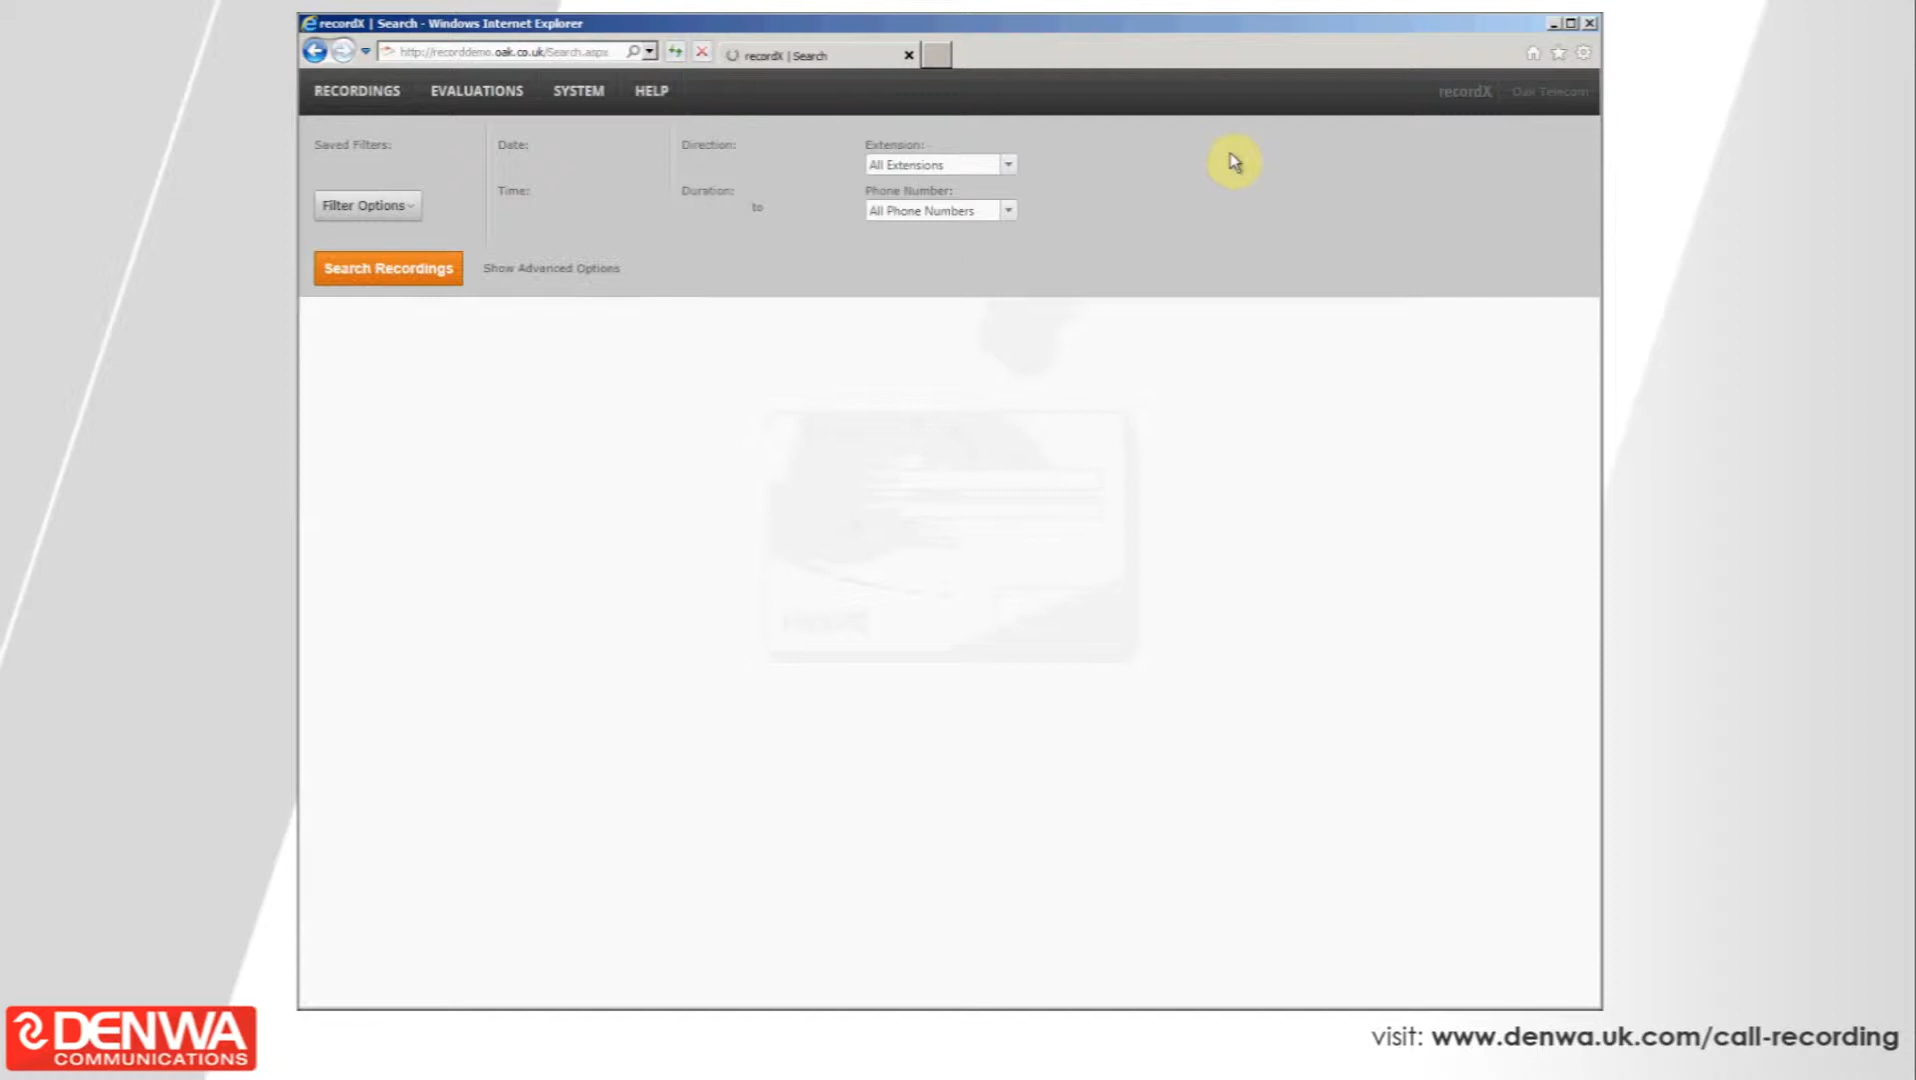 recordX | Search - Windows Internet Explorer
http://recorddemo.oak.co.uk/Search.aspx
recordX | Search
RECORDINGS EVALUATIONS SYSTEM HELP
recordX Oak Telecom
Saved Filters: Date: Direction: Extension:
All Extensions
Time: Duration: Phone Number:
Filter Options to All Phone Numbers
Search Recordings Show Advanced Options
DENWA
COMMUNICATIONS
visit: www.denwa.uk.com/call-recording